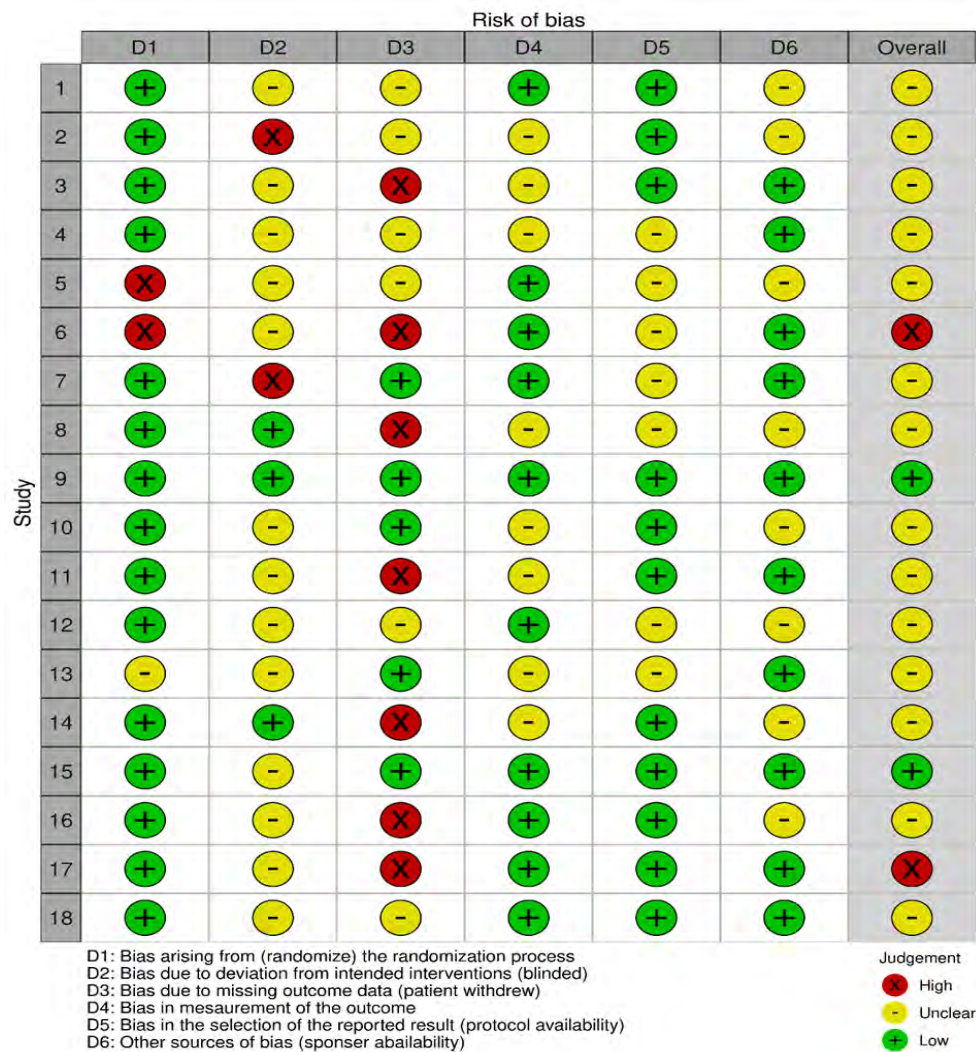 Risk of bias
D1 D2 D3 D4 D5 D6 Overall
Study
1 + - - + + - -
2 + X - - + - -
3 + - X - + + -
4 + - - - - + -
5 X - - + - - -
6 X - X + - + X
7 + X + + - + -
8 + + X - - - -
9 + + + + + + +
10 + - + - + - -
11 + - X - + + -
12 + - - + - - -
13 - - + - - + -
14 + + X - + - -
15 + - + + + + +
16 + - X + + - -
17 + - X + + + X
18 + - - + + + -
D1: Bias arising from (randomize) the randomization process
D2: Bias due to deviation from intended interventions (blinded)
D3: Bias due to missing outcome data (patient withdrew)
D4: Bias in mesaurement of the outcome
D5: Bias in the selection of the reported result (protocol availability)
D6: Other sources of bias (sponser abailability)
Judgement
X High
- Unclear
+ Low